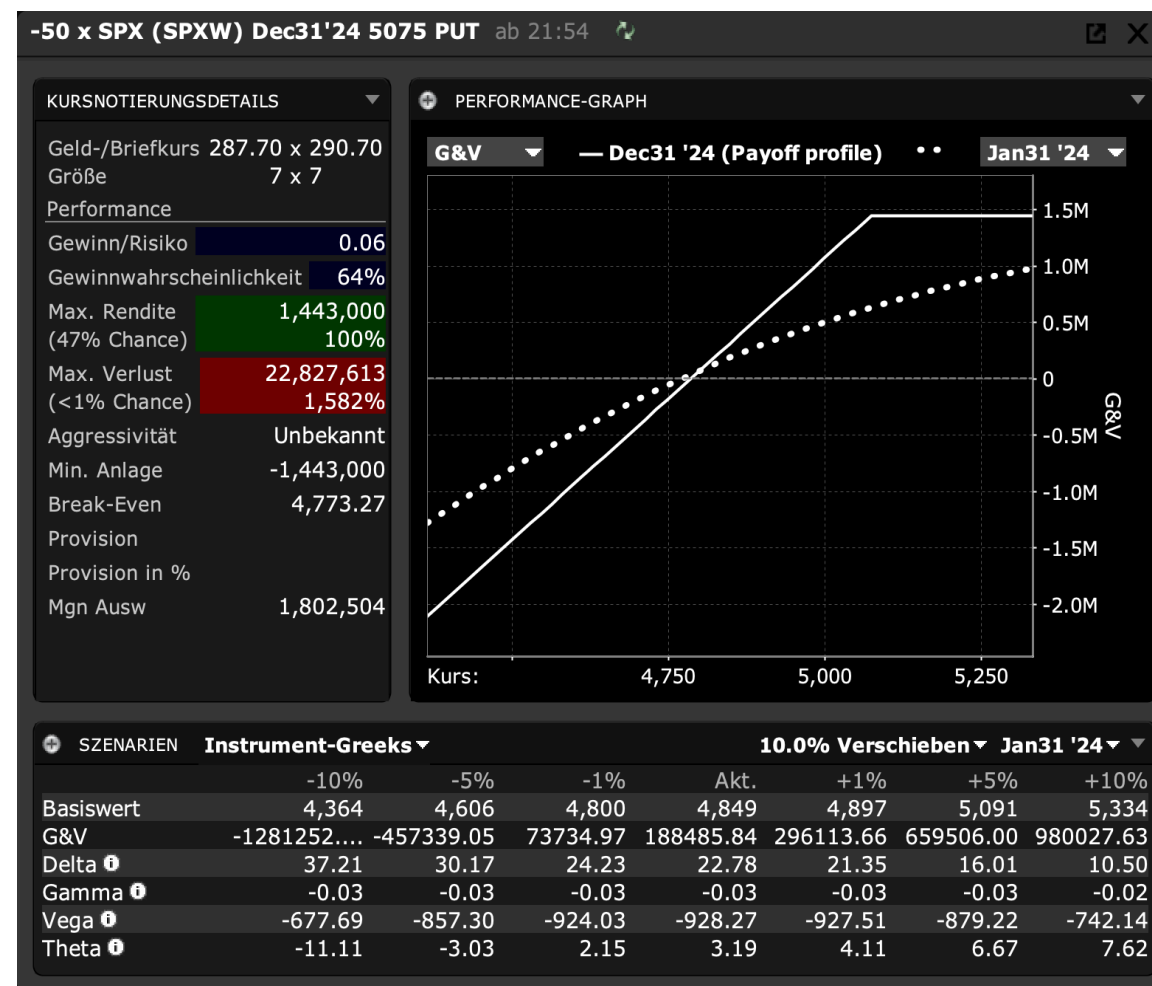 -50 x SPX (SPXW) Dec31'24 5075 PUT ab 21:54
KURSNOTIERUNGSDETAILS
Geld-/Briefkurs 287.70 x 290.70
Größe 7 x 7
Performance
Gewinn/Risiko 0.06
Gewinnwahrscheinlichkeit 64%
Max. Rendite 1,443,000
(47% Chance) 100%
Max. Verlust 22,827,613
(<1% Chance) 1,582%
Aggressivität Unbekannt
Min. Anlage -1,443,000
Break-Even 4,773.27
Provision
Provision in %
Mgn Ausw 1,802,504
PERFORMANCE-GRAPH
G&V — Dec31 '24 (Payoff profile) • • Jan31 '24
1.5M
1.0M
0.5M
0
-0.5M
-1.0M
-1.5M
-2.0M
G&V
Kurs: 4,750 5,000 5,250
SZENARIEN Instrument-Greeks 10.0% Verschieben Jan31 '24
-10% -5% -1% Akt. +1% +5% +10%
Basiswert 4,364 4,606 4,800 4,849 4,897 5,091 5,334
G&V -1281252.... -457339.05 73734.97 188485.84 296113.66 659506.00 980027.63
Delta 37.21 30.17 24.23 22.78 21.35 16.01 10.50
Gamma -0.03 -0.03 -0.03 -0.03 -0.03 -0.03 -0.02
Vega -677.69 -857.30 -924.03 -928.27 -927.51 -879.22 -742.14
Theta -11.11 -3.03 2.15 3.19 4.11 6.67 7.62